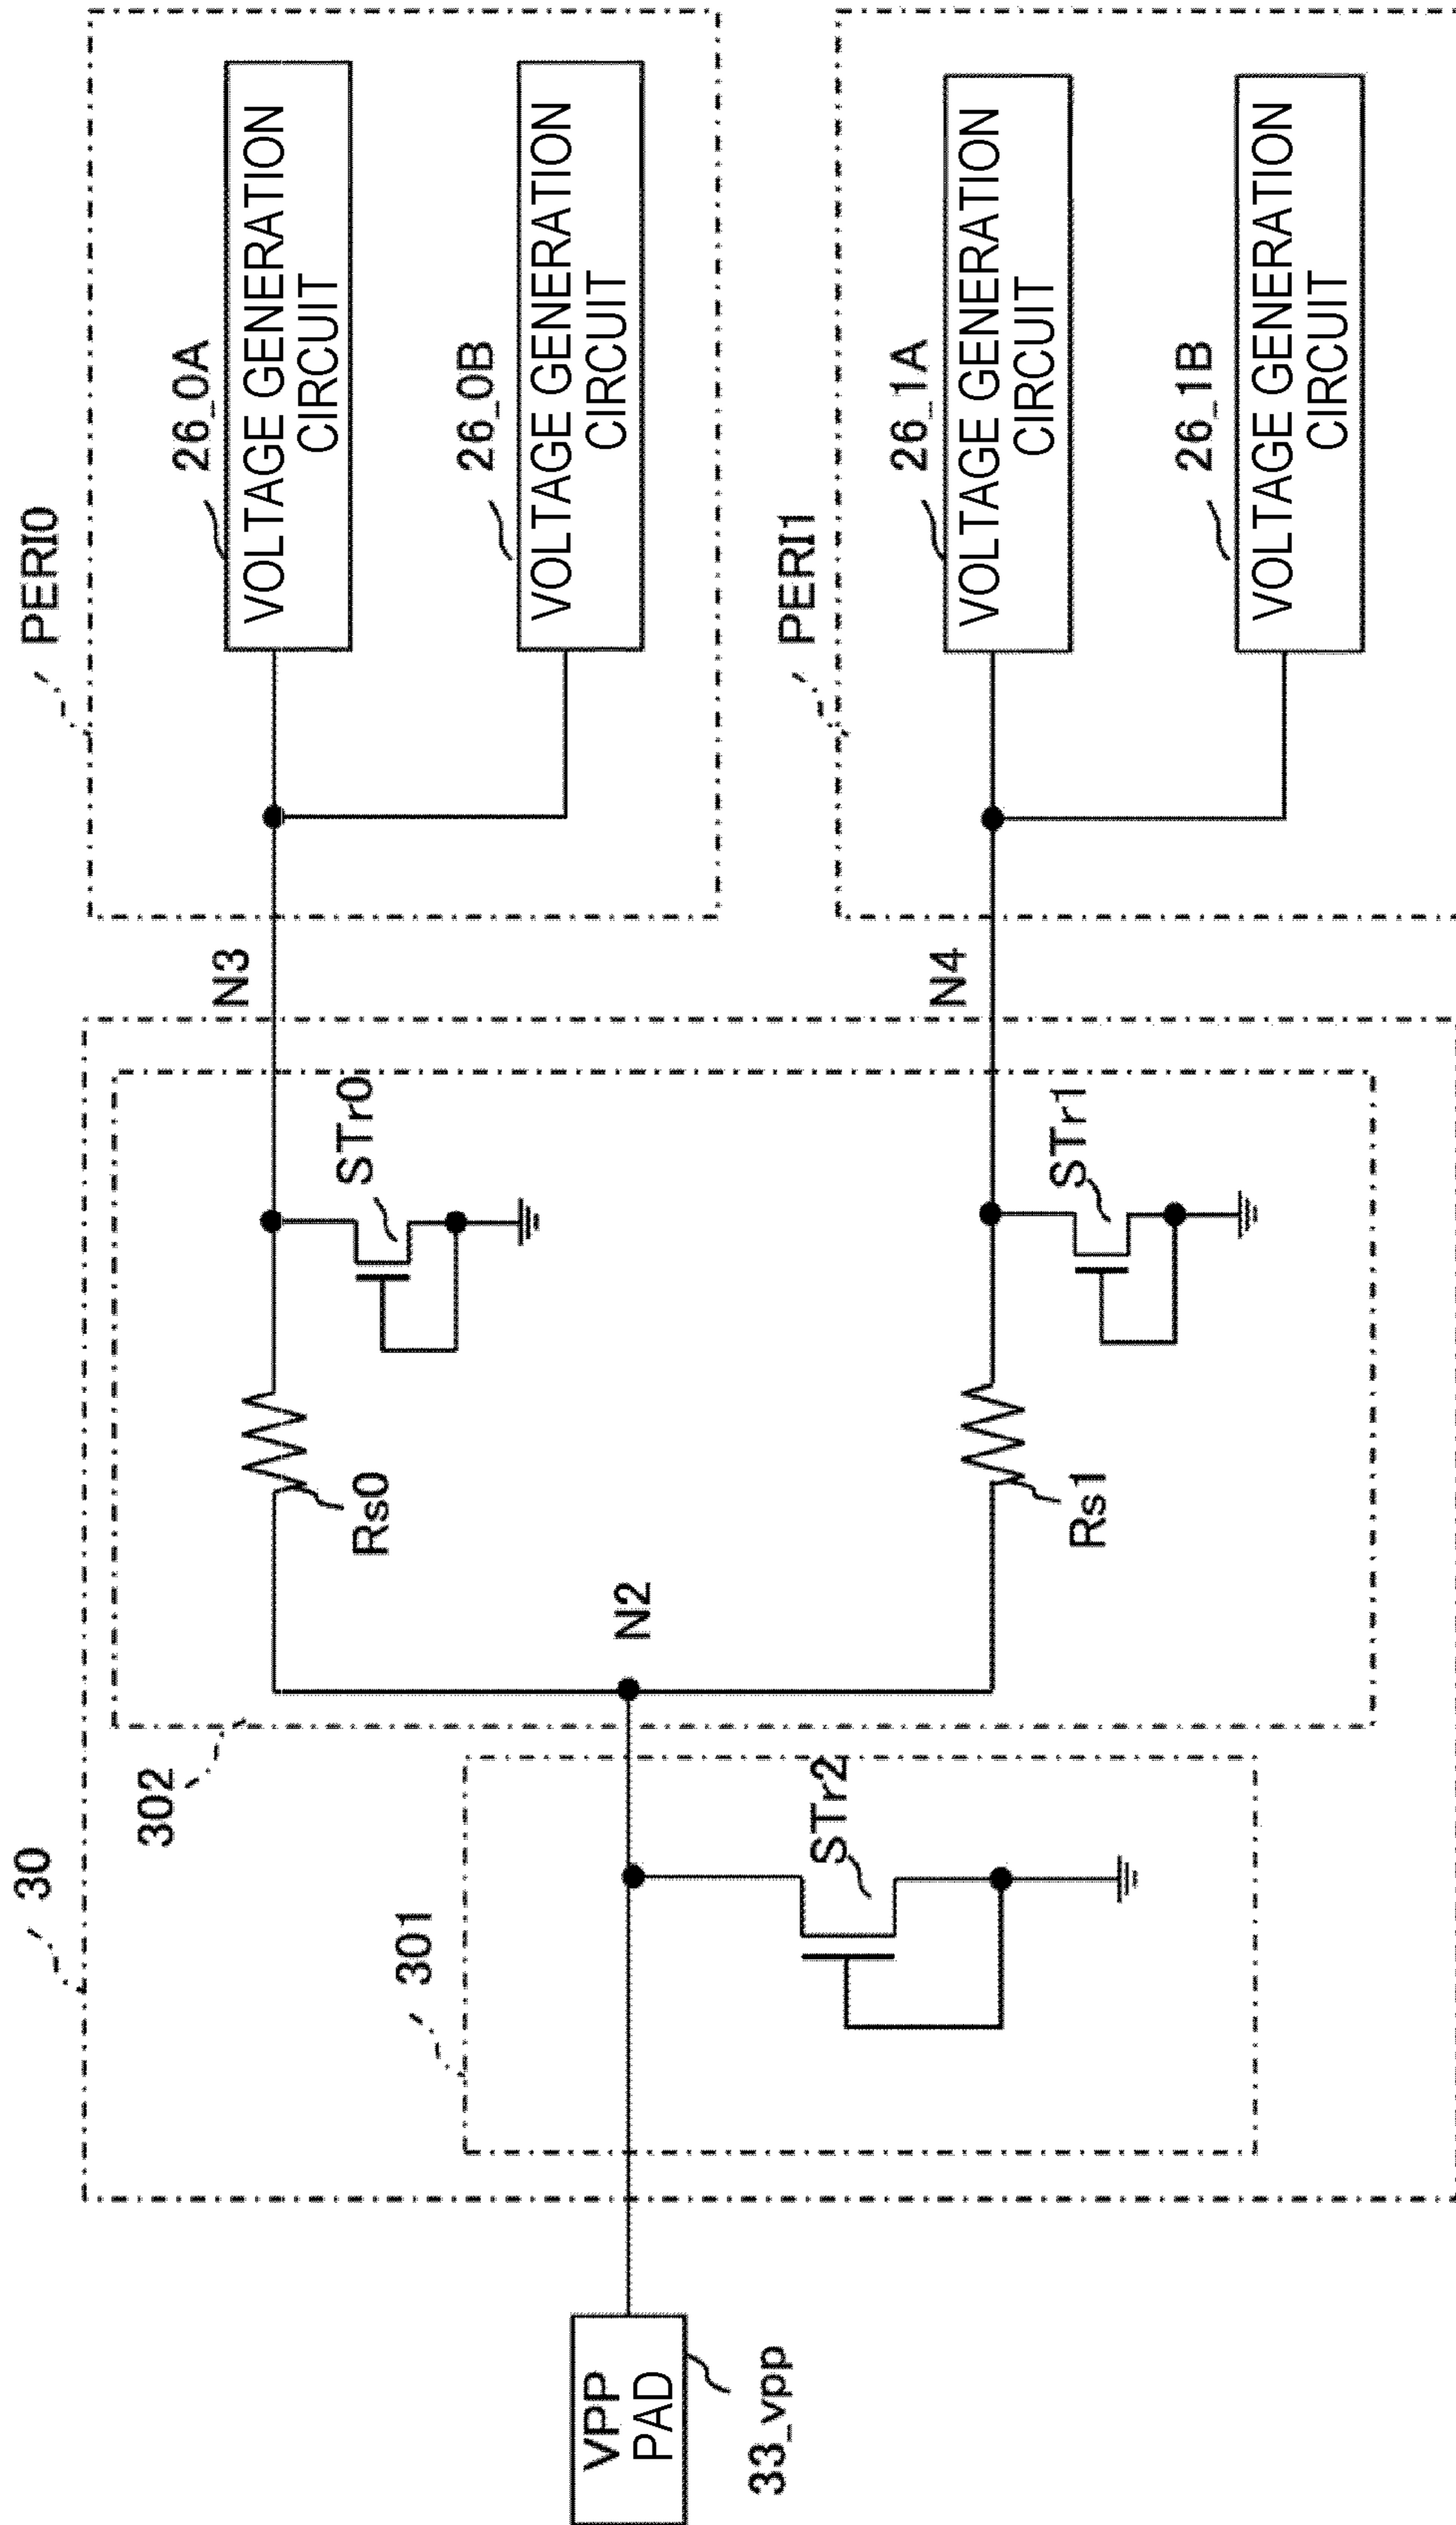 PERI0
26_0A
VOLTAGE GENERATION
CIRCUIT
26_0B
VOLTAGE GENERATION
CIRCUIT
PERI1
26_1A
VOLTAGE GENERATION
CIRCUIT
26_1B
VOLTAGE GENERATION
CIRCUIT
N3
N4
30
302
STr0
Rs0
N2
STr1
Rs1
301
STr2
VPP
PAD
33_vpp